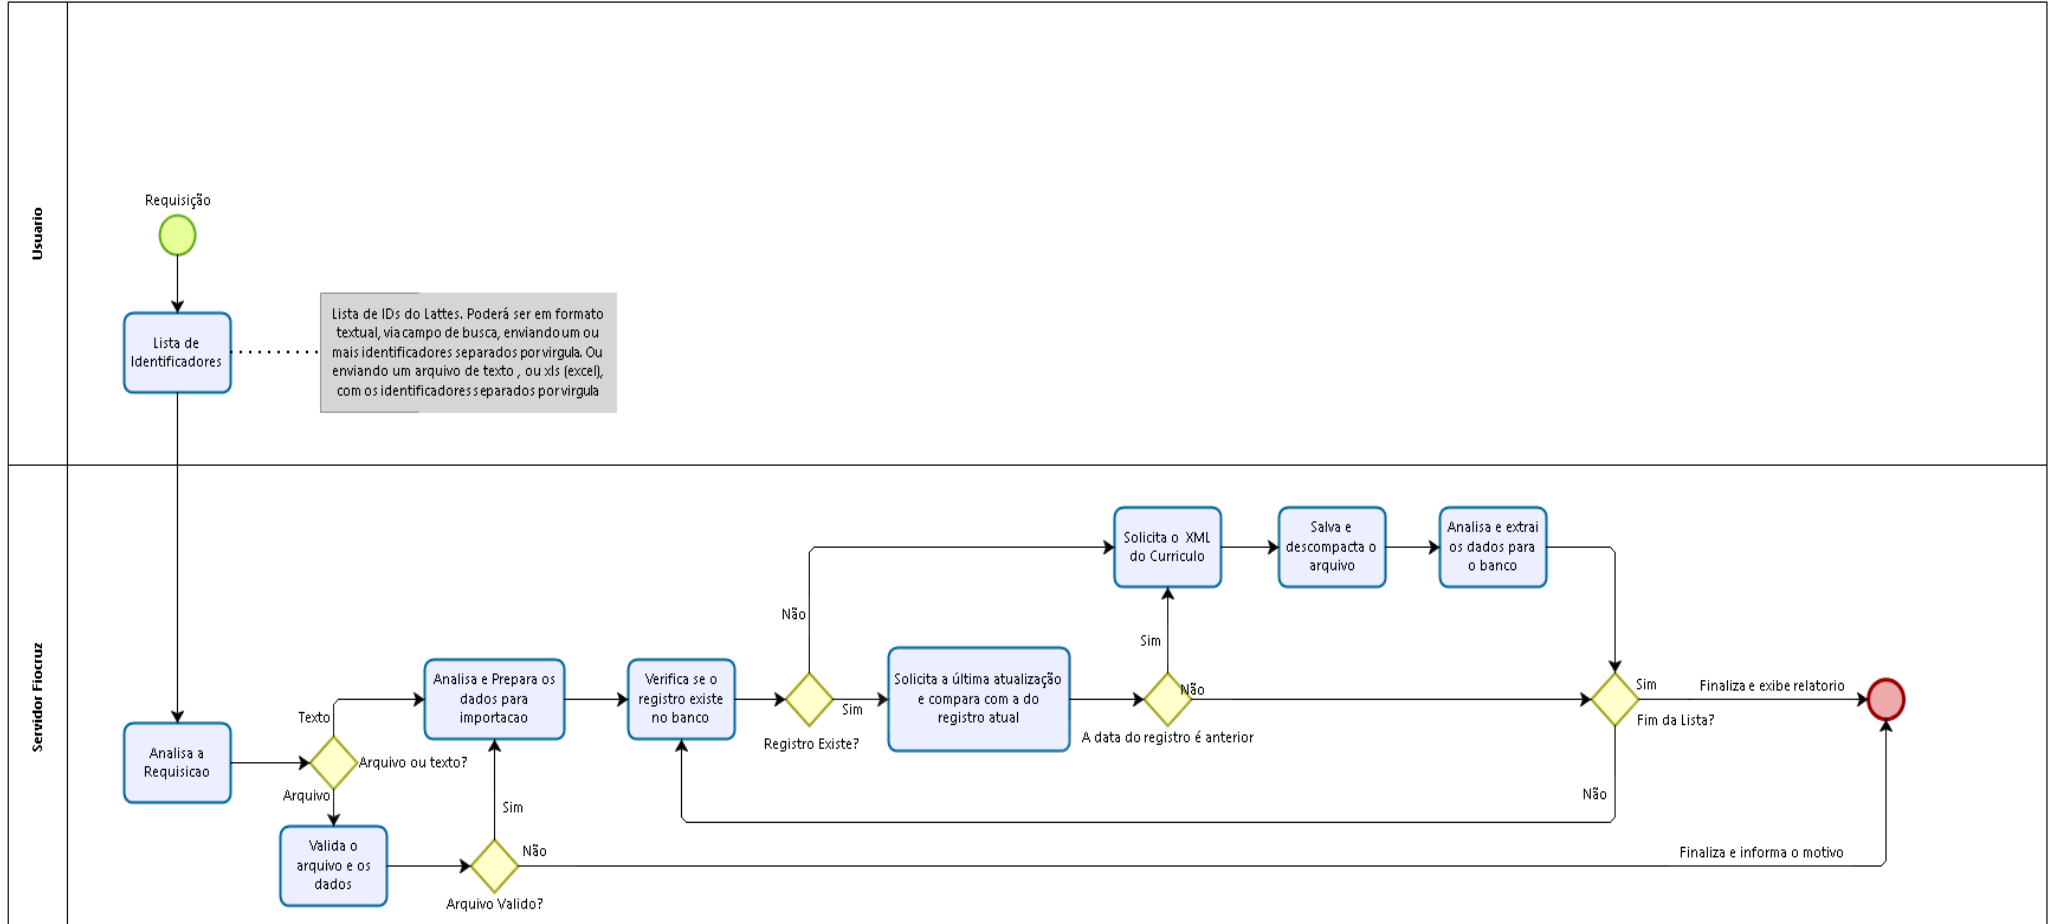 Usuario
Requisição
Lista de
Identificadores
Lista de IDs do Lattes. Poderá ser em formato
textual, via campo de busca, enviando um ou
mais identificadores separados por virgula. Ou
enviando um arquivo de texto , ou xls (excel),
com os identificadores separados por virgula
Servidor Fiocruz
Analisa a
Requisicao
Texto
Arquivo ou texto?
Arquivo
Valida o
arquivo e os
dados
Arquivo Valido?
Sim
Não
Analisa e Prepara os
dados para
importacao
Verifica se o
registro existe
no banco
Registro Existe?
Não
Sim
Solicita a última atualização
e compara com a do
registro atual
A data do registro é anterior
Sim
Não
Solicita o XML
do Curriculo
Salva e
descompacta o
arquivo
Analisa e extrai
os dados para
o banco
Sim
Fim da Lista?
Não
Finaliza e exibe relatorio
Finaliza e informa o motivo